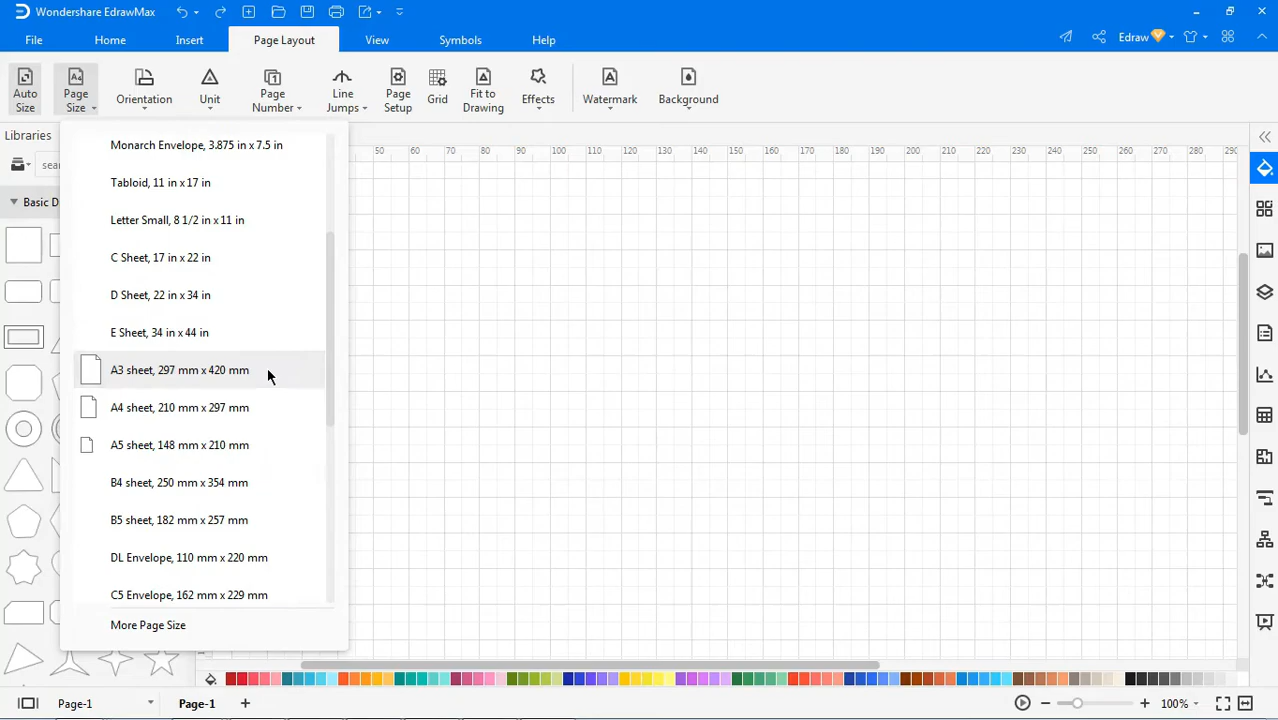 Wondershare EdrawMax
Edraw
File
Home
Insert
Page Layout
View
Symbols
Help
Auto
Size
Page
Size
Orientation
Unit
Page
Number
Line
Jumps
Page
Setup
Grid
Fit to
Drawing
Effects
Watermark
Background
Libraries
sear
Basic D
50 60 70 80 90 100 110 120 130 140 150 160 170 180 190 200 210 220 230 240 250 260 270 280 290
Monarch Envelope, 3.875 in x 7.5 in
Tabloid, 11 in x 17 in
Letter Small, 8 1/2 in x 11 in
C Sheet, 17 in x 22 in
D Sheet, 22 in x 34 in
E Sheet, 34 in x 44 in
A3 sheet, 297 mm x 420 mm
A4 sheet, 210 mm x 297 mm
A5 sheet, 148 mm x 210 mm
B4 sheet, 250 mm x 354 mm
B5 sheet, 182 mm x 257 mm
DL Envelope, 110 mm x 220 mm
C5 Envelope, 162 mm x 229 mm
More Page Size
Page-1
Page-1
100%